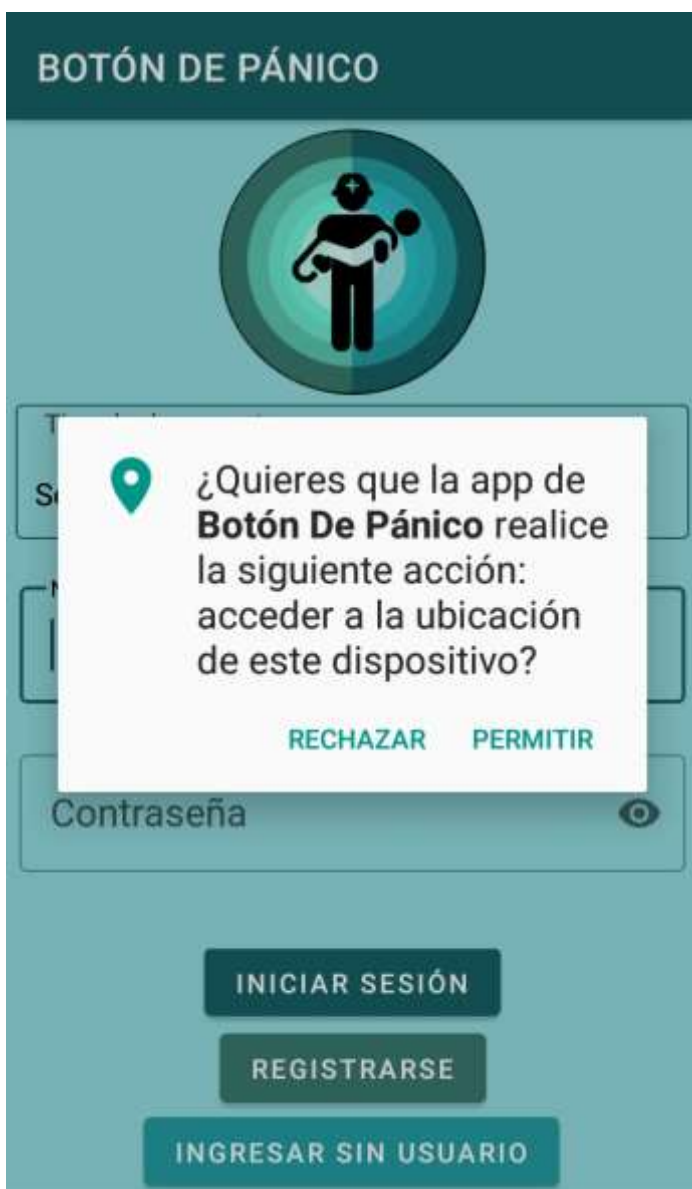 BOTÓN DE PÁNICO
¿Quieres que la app de
Botón De Pánico realice
la siguiente acción:
acceder a la ubicación
de este dispositivo?
RECHAZAR PERMITIR
Contraseña
INICIAR SESIÓN
REGISTRARSE
INGRESAR SIN USUARIO